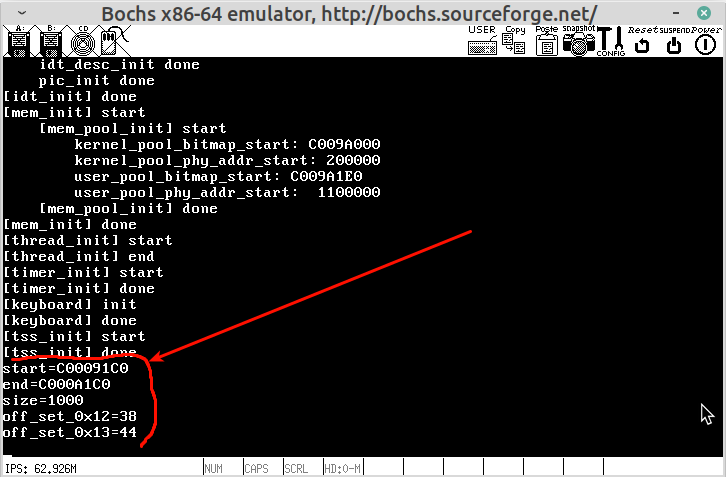 Bochs x86-64 emulator, http://bochs.sourceforge.net/
A: B: CD USER Copy Paste snapshot CONFIG Reset SUSPEND Power
idt_desc_init done
pic_init done
[idt_init] done
[mem_init] start
[mem_pool_init] start
kernel_pool_bitmap_start: C009A000
kernel_pool_phy_addr_start: 200000
user_pool_bitmap_start: C009A1E0
user_pool_phy_addr_start:  1100000
[mem_pool_init] done
[mem_init] done
[thread_init] start
[thread_init] end
[timer_init] start
[timer_init] done
[keyboard] init
[keyboard] done
[tss_init] start
[tss_init] done
start=C00091C0
end=C000A1C0
size=1000
off_set_0x12=38
off_set_0x13=44
IPS: 62.926M NUM CAPS SCRL HD:0-M